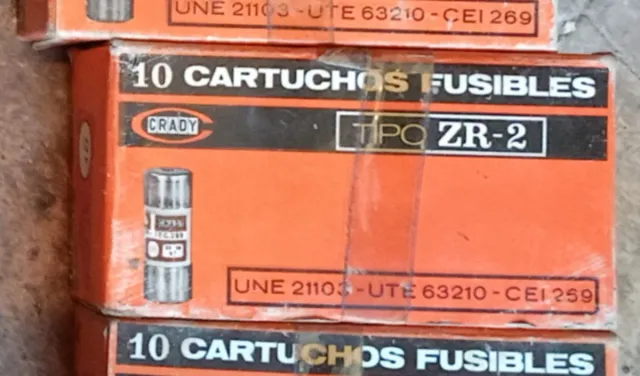 UNE 21103 - UTE 63210 - CEI 269
10 CARTUCHOS FUSIBLES
CRADY
TIPO ZR-2
UNE 21103 - UTE 63210 - CEI 269
10 CARTUCHOS FUSIBLES